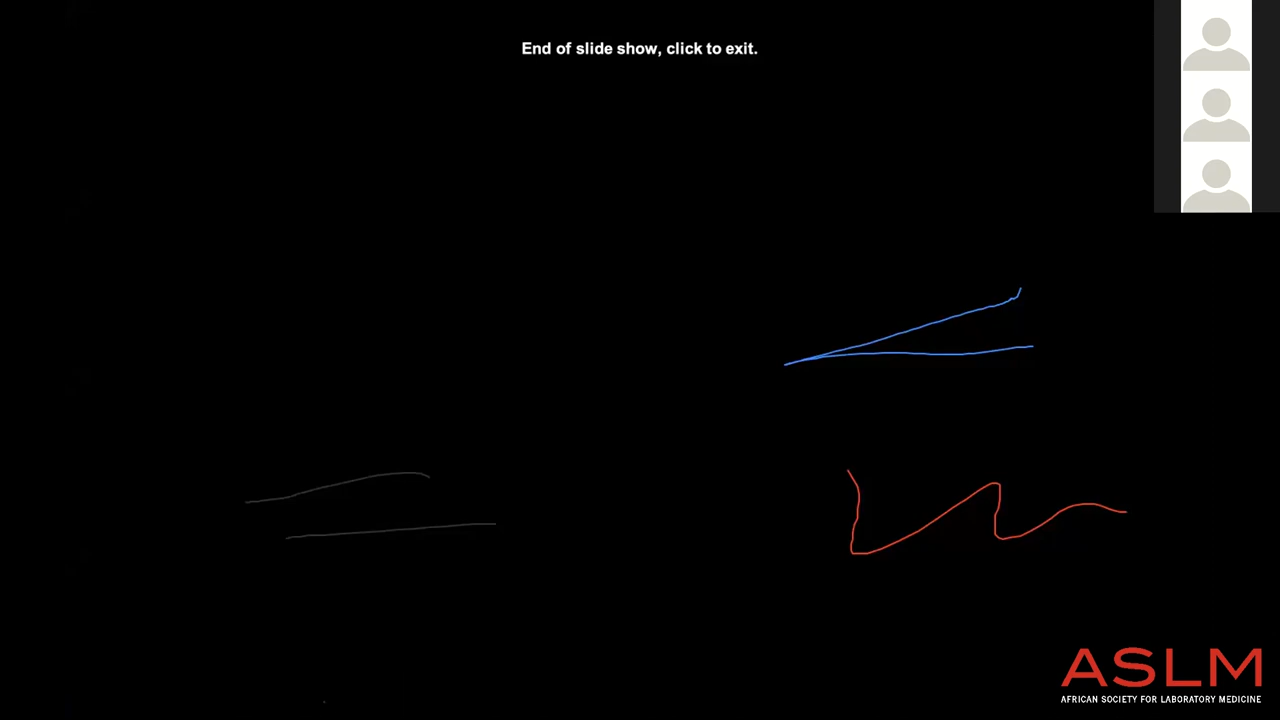 End of slide show, click to exit.
ASLM
AFRICAN SOCIETY FOR LABORATORY MEDICINE